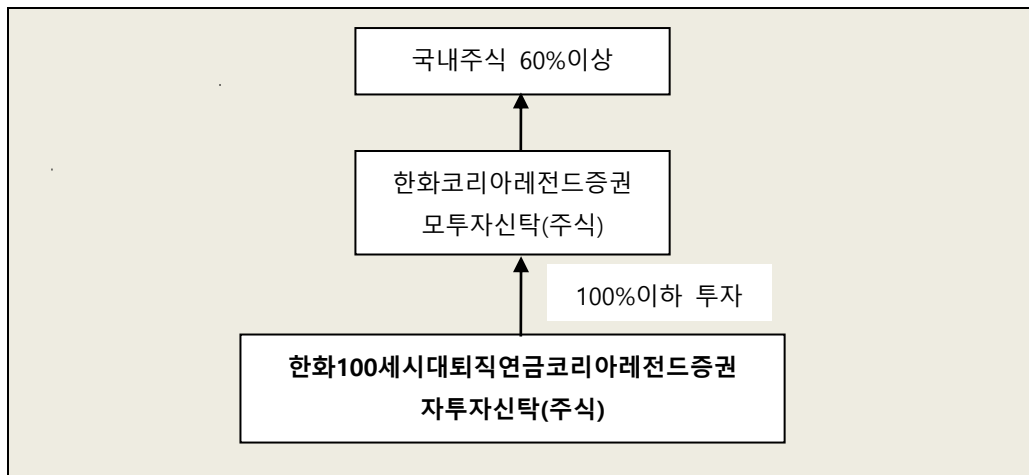 국내주식 60%이상
한화코리아레전드증권
모투자신탁(주식)
100%이하 투자
한화100세시대퇴직연금코리아레전드증권
자투자신탁(주식)